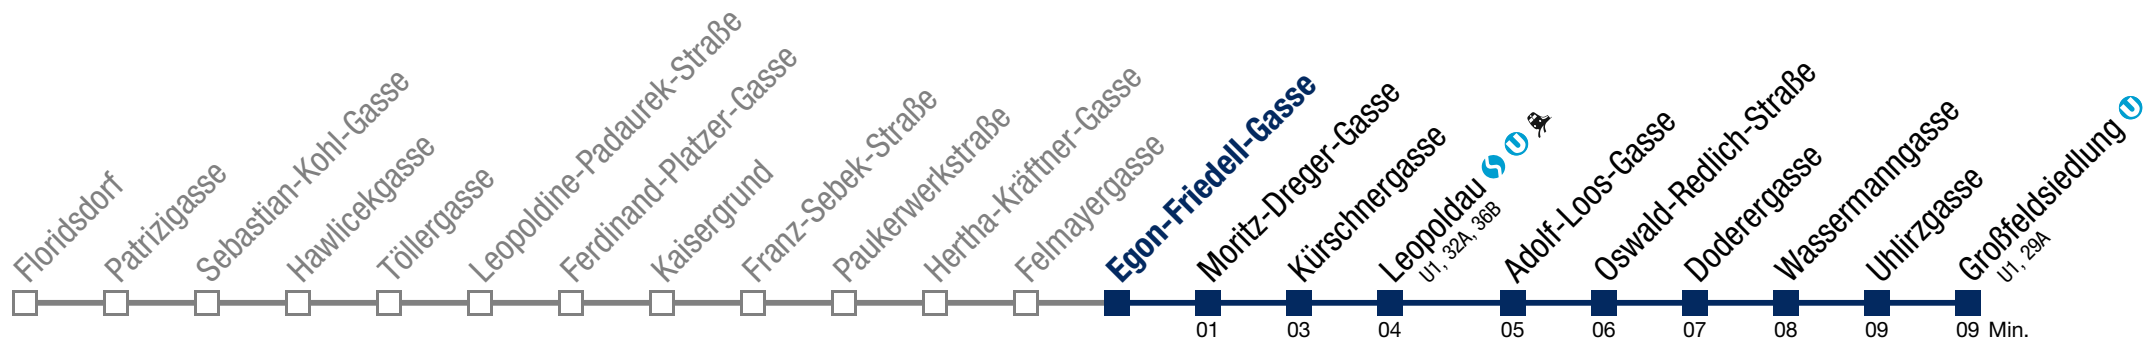 Floridsdorf
Patrizigasse
Sebastian-Kohl-Gasse
Hawlicekgasse
Töllergasse
Leopoldine-Padaurek-Straße
Ferdinand-Platzer-Gasse
Kaisergrund
Franz-Sebek-Straße
Paukerwerkstraße
Hertha-Kräftner-Gasse
Felmayergasse
Egon-Friedell-Gasse
Moritz-Dreger-Gasse
Kürschnergasse
Leopoldau S U
U1, 32A, 36B
Adolf-Loos-Gasse
Oswald-Redlich-Straße
Doderergasse
Wassermanngasse
Uhlirzgasse
Großfeldsiedlung U
U1, 29A
01 03 04 05 06 07 08 09 09 Min.